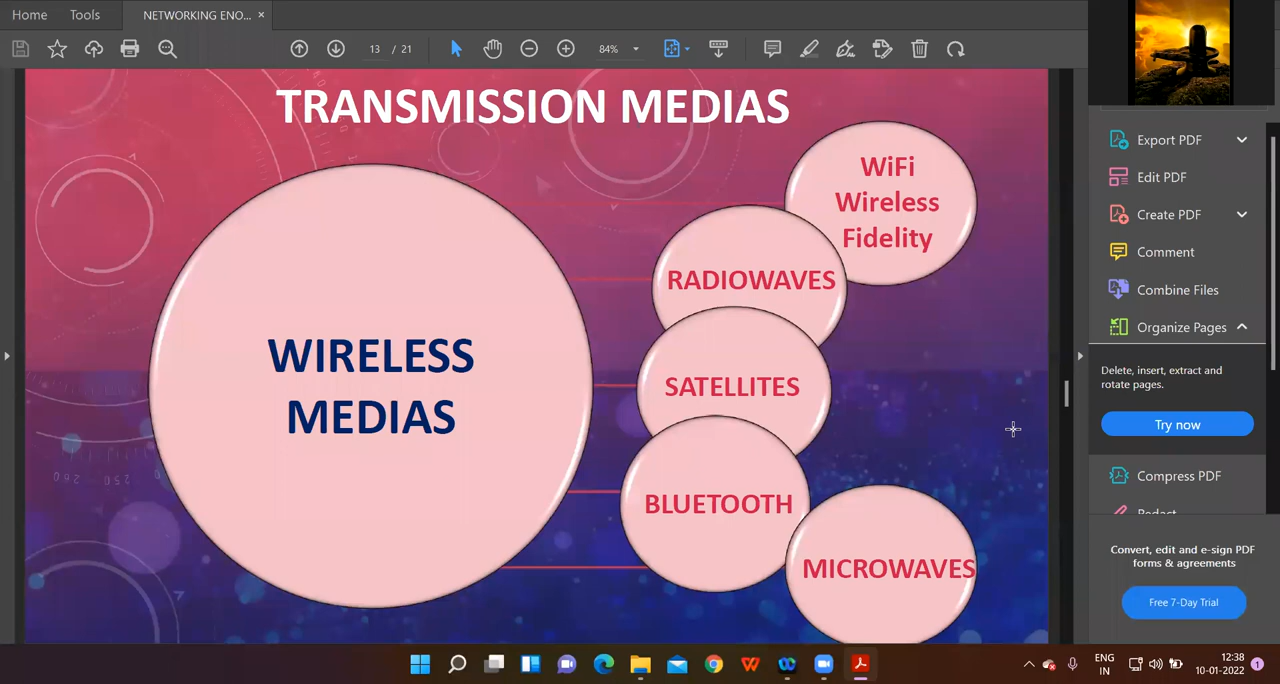 Home
Tools
NETWORKING ENO... ×
13 / 21
84%
TRANSMISSION MEDIAS
WiFi
Wireless
Fidelity
RADIOWAVES
WIRELESS
MEDIAS
SATELLITES
BLUETOOTH
MICROWAVES
Export PDF
Edit PDF
Create PDF
Comment
Combine Files
Organize Pages
Delete, insert, extract and
rotate pages.
Try now
Compress PDF
Redact
Convert, edit and e-sign PDF
forms & agreements
Free 7-Day Trial
ENG
IN
12:38
10-01-2022
1